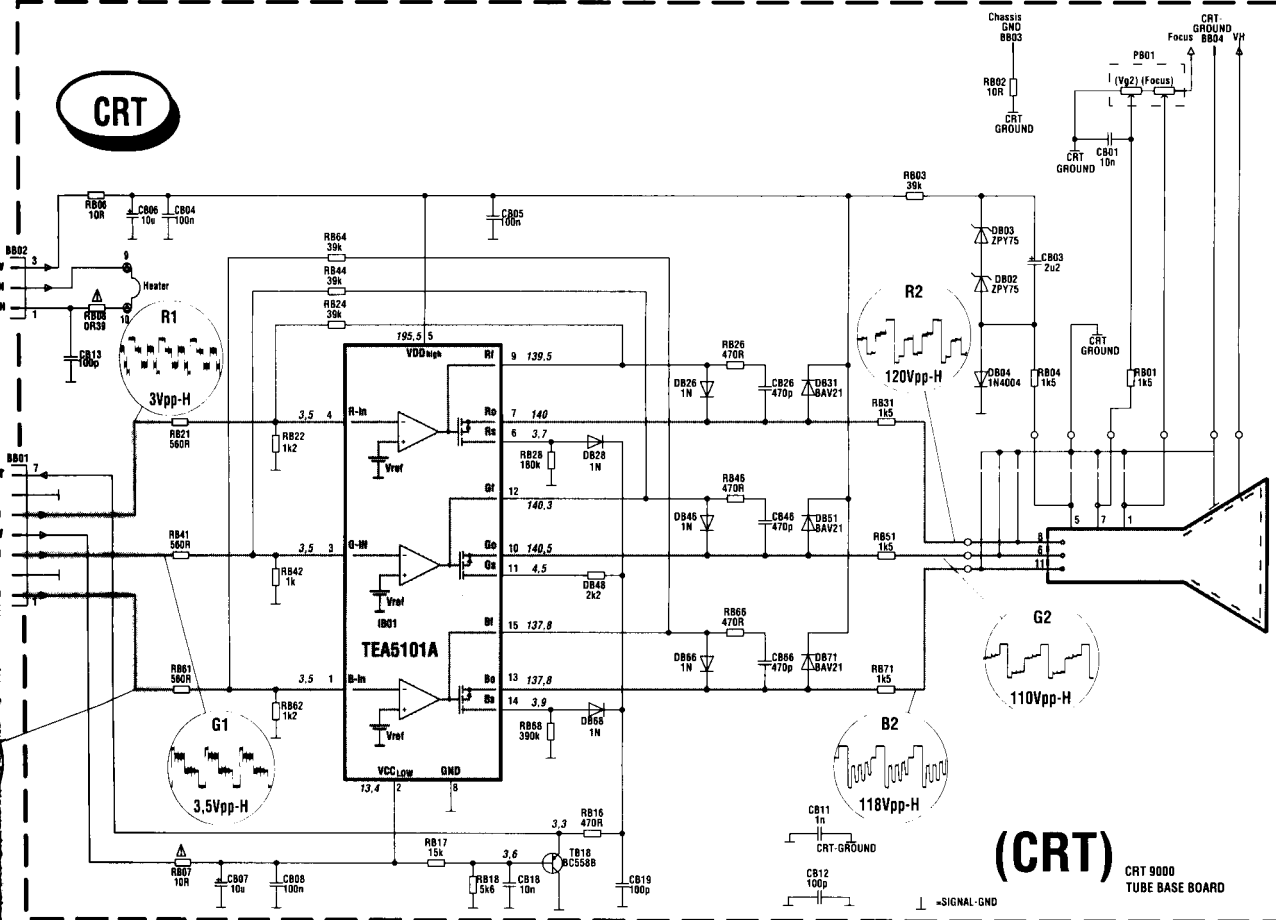 Chassis
GND
BB03
CRT-
GROUND
BB04
Focus
VH
PB01
(Vg2) (Focus)
CRT
RB02
10R
CRT
GROUND
CB01
10n
CRT
GROUND
RB03
39k
RB06
10R
CB06
10u
CB04
100n
CB05
100n
DB03
ZPY75
CB03
2u2
DB02
ZPY75
BB02
3
9
Heater
RB64
39k
RB44
39k
RB24
39k
1
RB08
0R39
10
R1
3Vpp-H
CB13
100p
195,5
5
VDD high
R2
120Vpp-H
CRT
GROUND
DB04
1N4004
RB04
1k5
RB01
1k5
Rf
9
139,5
RB26
470R
DB26
1N
CB26
470p
DB31
BAV21
RB31
1k5
RB21
560R
3,5
4
R-In
RB22
1k2
Vref
Ro
7
140
Rs
6
3,7
RB28
180k
DB28
1N
BB01
7
Gf
12
140,3
RB46
470R
DB46
1N
CB46
470p
DB51
BAV21
RB51
1k5
RB41
560R
3,5
3
RB42
1k
Vref
Go
10
140,5
Gs
11
4,5
DB48
2k2
5
7
1
8
6
11
IB01
TEA5101A
Bf
15
137,8
RB66
470R
DB66
1N
CB66
470p
DB71
BAV21
RB71
1k5
G2
110Vpp-H
1
RB61
560R
3,5
1
B-In
RB62
1k2
Vref
Bo
13
137,8
Bs
14
3,9
RB68
390k
DB68
1N
G1
3,5Vpp-H
B2
118Vpp-H
VCC LOW
GND
13,4
2
8
3,3
RB16
470R
RB17
15k
3,6
TB18
BC558B
RB07
10R
CB07
10u
CB08
100n
RB18
5k6
CB18
10n
CB19
100p
CB11
1n
CRT-GROUND
CB12
100p
=SIGNAL-GND
(CRT)
CRT 9000
TUBE BASE BOARD